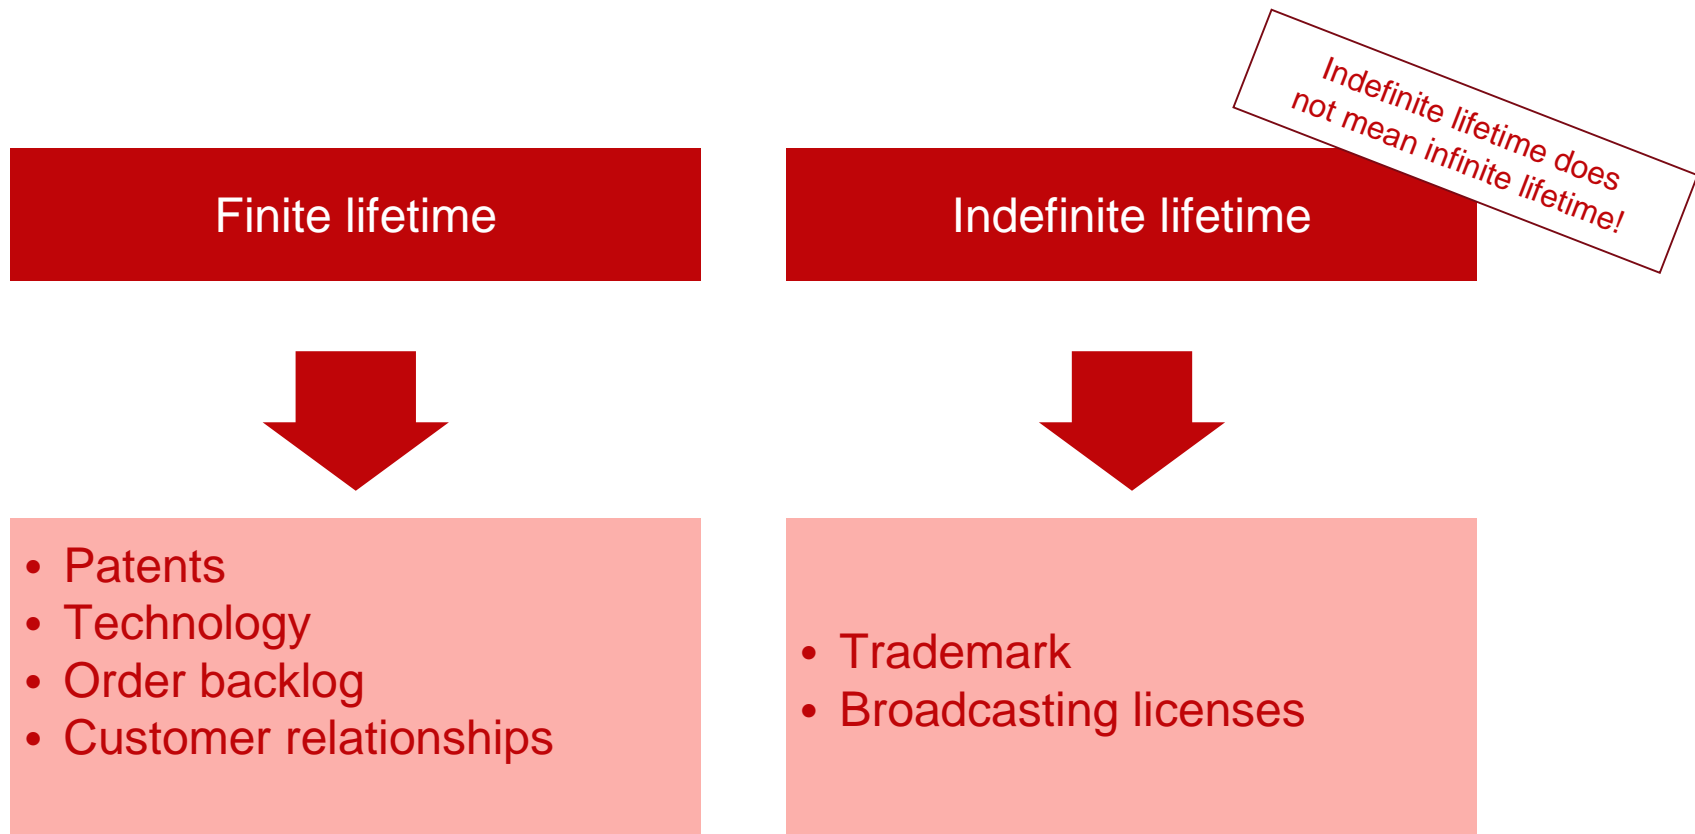 Indefinite lifetime does
not mean infinite lifetime!
Finite lifetime
Indefinite lifetime
• Patents
• Technology
• Order backlog
• Customer relationships
• Trademark
• Broadcasting licenses